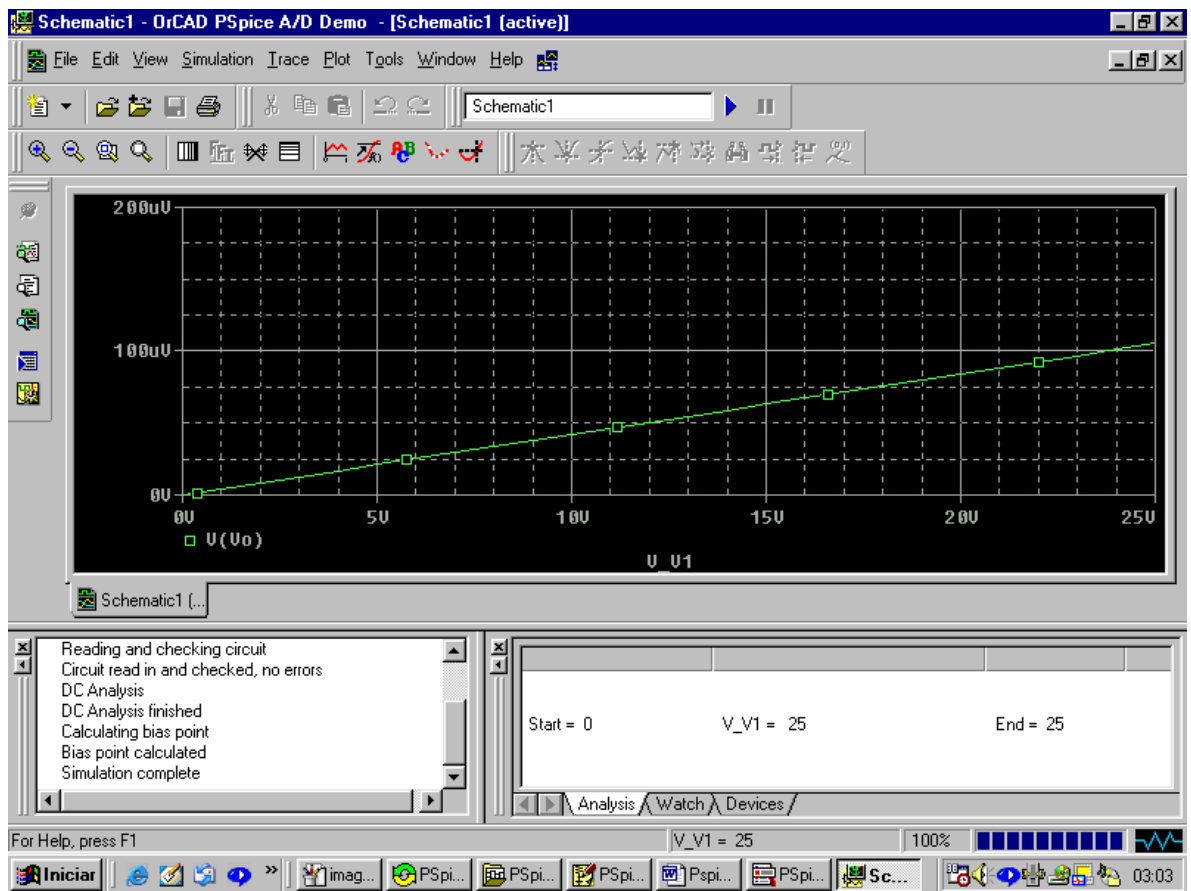 Schematic1 - OrCAD PSpice A/D Demo - [Schematic1 (active)]
File Edit View Simulation Trace Plot Tools Window Help
Schematic1
200uV
100uV
0V
0V 5V 10V 15V 20V 25V
V(Vo)
V_V1
Schematic1 (...
Reading and checking circuit
Circuit read in and checked, no errors
DC Analysis
DC Analysis finished
Calculating bias point
Bias point calculated
Simulation complete
Start = 0 V_V1 = 25 End = 25
Analysis Watch Devices
For Help, press F1 V_V1 = 25 100%
Iniciar » imag... PSpi... PSpi... PSpi... Pspi... PSpi... Sc... 03:03